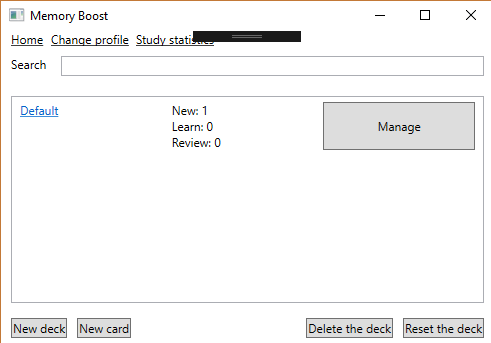 Memory Boost
Home Change profile Study statistics
Search
Default New: 1
Learn: 0
Review: 0
Manage
New deck New card Delete the deck Reset the deck